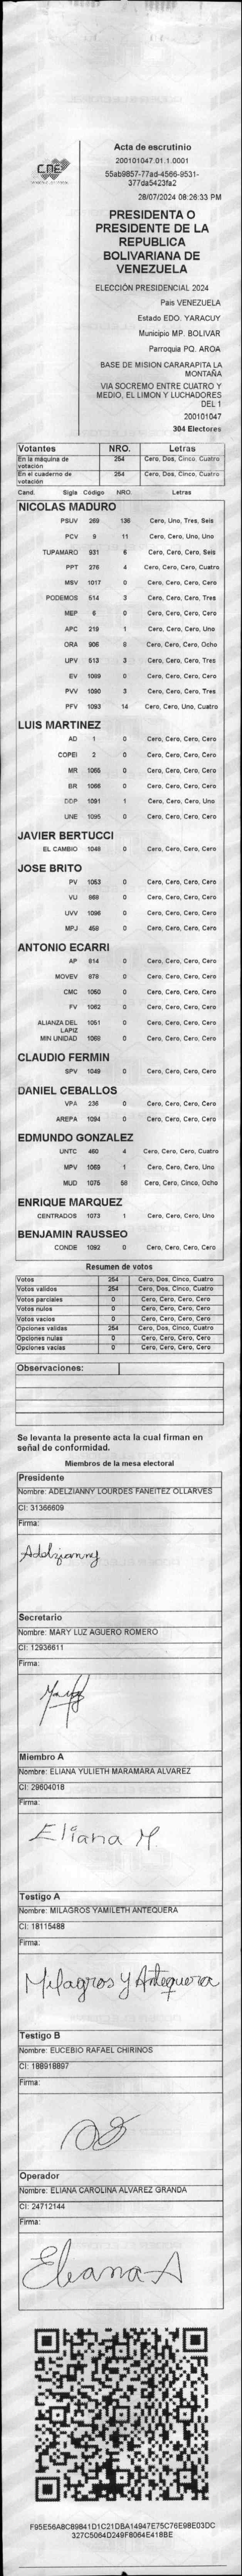 CNE
Acta de escrutinio
200101047.01.1.0001
55ab9857-77ad-4566-9531-
377da5423fa2
28/07/2024 08:26:33 PM
PRESIDENTA O
PRESIDENTE DE LA
REPUBLICA
BOLIVARIANA DE
VENEZUELA
ELECCIÓN PRESIDENCIAL 2024
Pais VENEZUELA
Estado EDO. YARACUY
Municipio MP. BOLIVAR
Parroquia PQ. AROA
BASE DE MISION CARARAPITA LA
MONTAÑA
VIA SOCREMO ENTRE CUATRO Y
MEDIO, EL LIMON Y LUCHADORES
DEL 1
200101047
304 Electores
Votantes NRO. Letras
En la máquina de votación 254 Cero, Dos, Cinco, Cuatro
En el cuaderno de votación 254 Cero, Dos, Cinco, Cuatro
Cand. Sigla Código NRO. Letras
NICOLAS MADURO
PSUV 269 136 Cero, Uno, Tres, Seis
PCV 9 11 Cero, Cero, Uno, Uno
TUPAMARO 931 6 Cero, Cero, Cero, Seis
PPT 276 4 Cero, Cero, Cero, Cuatro
MSV 1017 0 Cero, Cero, Cero, Cero
PODEMOS 514 3 Cero, Cero, Cero, Tres
MEP 6 0 Cero, Cero, Cero, Cero
APC 219 1 Cero, Cero, Cero, Uno
ORA 906 8 Cero, Cero, Cero, Ocho
UPV 513 3 Cero, Cero, Cero, Tres
EV 1089 0 Cero, Cero, Cero, Cero
PVV 1090 3 Cero, Cero, Cero, Tres
PFV 1093 14 Cero, Cero, Uno, Cuatro
LUIS MARTINEZ
AD 1 0 Cero, Cero, Cero, Cero
COPEI 2 0 Cero, Cero, Cero, Cero
MR 1065 0 Cero, Cero, Cero, Cero
BR 1066 0 Cero, Cero, Cero, Cero
DDP 1091 1 Cero, Cero, Cero, Uno
UNE 1095 0 Cero, Cero, Cero, Cero
JAVIER BERTUCCI
EL CAMBIO 1048 0 Cero, Cero, Cero, Cero
JOSE BRITO
PV 1053 0 Cero, Cero, Cero, Cero
VU 968 0 Cero, Cero, Cero, Cero
UVV 1096 0 Cero, Cero, Cero, Cero
MPJ 459 0 Cero, Cero, Cero, Cero
ANTONIO ECARRI
AP 614 0 Cero, Cero, Cero, Cero
MOVEV 979 0 Cero, Cero, Cero, Cero
CMC 1050 0 Cero, Cero, Cero, Cero
FV 1062 0 Cero, Cero, Cero, Cero
ALIANZA DEL LAPIZ 1051 0 Cero, Cero, Cero, Cero
MIN UNIDAD 1068 0 Cero, Cero, Cero, Cero
CLAUDIO FERMIN
SPV 1049 0 Cero, Cero, Cero, Cero
DANIEL CEBALLOS
VPA 236 0 Cero, Cero, Cero, Cero
AREPA 1094 0 Cero, Cero, Cero, Cero
EDMUNDO GONZALEZ
UNTC 460 4 Cero, Cero, Cero, Cuatro
MPV 1069 1 Cero, Cero, Cero, Uno
MUD 1075 58 Cero, Cero, Cinco, Ocho
ENRIQUE MARQUEZ
CENTRADOS 1073 1 Cero, Cero, Cero, Uno
BENJAMIN RAUSSEO
CONDE 1092 0 Cero, Cero, Cero, Cero
Resumen de votos
Votos 254 Cero, Dos, Cinco, Cuatro
Votos validos 254 Cero, Dos, Cinco, Cuatro
Votos parciales 0 Cero, Cero, Cero, Cero
Votos nulos 0 Cero, Cero, Cero, Cero
Votos vacios 0 Cero, Cero, Cero, Cero
Opciones validas 254 Cero, Dos, Cinco, Cuatro
Opciones nulas 0 Cero, Cero, Cero, Cero
Opciones vacias 0 Cero, Cero, Cero, Cero
Observaciones:
Se levanta la presente acta la cual firman en
señal de conformidad.
Miembros de la mesa electoral
Presidente
Nombre: ADELZIANNY LOURDES FANEITEZ OLLARVES
CI: 31366609
Firma:
Adelzianny
Secretario
Nombre: MARY LUZ AGUERO ROMERO
CI: 12936611
Firma:
Miembro A
Nombre: ELIANA YULIETH MARAMARA ALVAREZ
CI: 29604018
Firma:
Eliana M.
Testigo A
Nombre: MILAGROS YAMILETH ANTEQUERA
CI: 18115488
Firma:
Milagros Y Antequera
Testigo B
Nombre: EUCEBIO RAFAEL CHIRINOS
CI: 188918897
Firma:
Operador
Nombre: ELIANA CAROLINA ALVAREZ GRANDA
CI: 24712144
Firma:
Eliana A
F95E56A8C89B41D1C21DBA14947E75C76E98E03DC
327C5064D249F8064E418BE